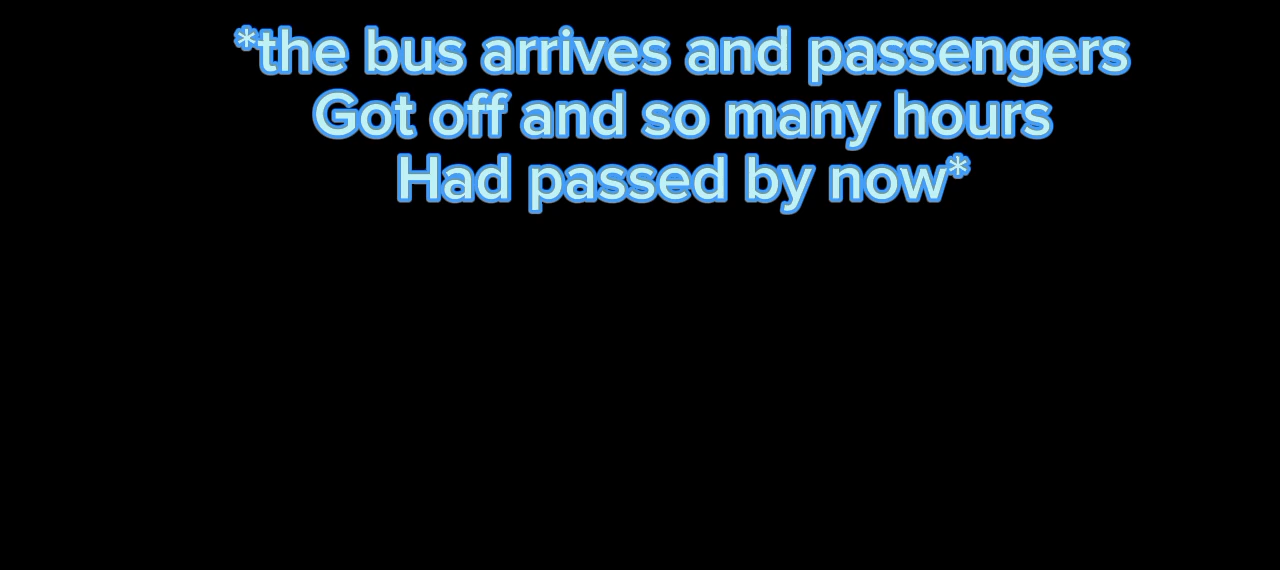 *the bus arrives and passengers
Got off and so many hours
Had passed by now*